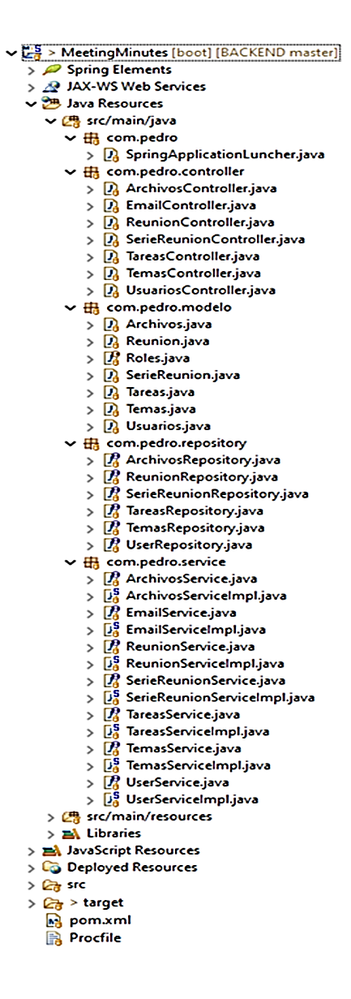 > MeetingMinutes [boot] [BACKEND master]
Spring Elements
JAX-WS Web Services
Java Resources
src/main/java
com.pedro
SpringApplicationLuncher.java
com.pedro.controller
ArchivosController.java
EmailController.java
ReunionController.java
SerieReunionController.java
TareasController.java
TemasController.java
UsuariosController.java
com.pedro.modelo
Archivos.java
Reunion.java
Roles.java
SerieReunion.java
Tareas.java
Temas.java
Usuarios.java
com.pedro.repository
ArchivosRepository.java
ReunionRepository.java
SerieReunionRepository.java
TareasRepository.java
TemasRepository.java
UserRepository.java
com.pedro.service
ArchivosService.java
ArchivosServiceImpl.java
EmailService.java
EmailServiceImpl.java
ReunionService.java
ReunionServiceImpl.java
SerieReunionService.java
SerieReunionServiceImpl.java
TareasService.java
TareasServiceImpl.java
TemasService.java
TemasServiceImpl.java
UserService.java
UserServiceImpl.java
src/main/resources
Libraries
JavaScript Resources
Deployed Resources
src
> target
pom.xml
Procfile